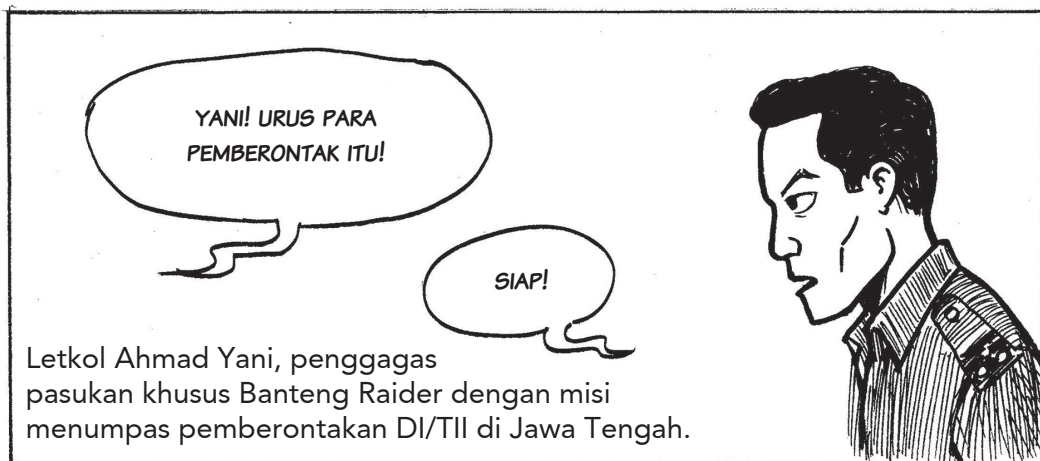 YANI! URUS PARA
PEMBERONTAK ITU!
SIAP!
Letkol Ahmad Yani, penggagas
pasukan khusus Banteng Raider dengan misi
menumpas pemberontakan DI/TII di Jawa Tengah.